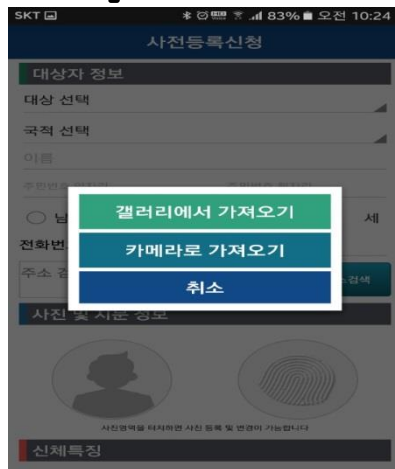 SKT 83% 오전 10:24
사전등록신청
대상자 정보
대상 선택
국적 선택
이름
갤러리에서 가져오기
남 세
카메라로 가져오기
전화번
취소
주소 검 검색
사진 및 지문 정보
사진영역을 터치하면 사진 등록 및 변경이 가능합니다
신체특징